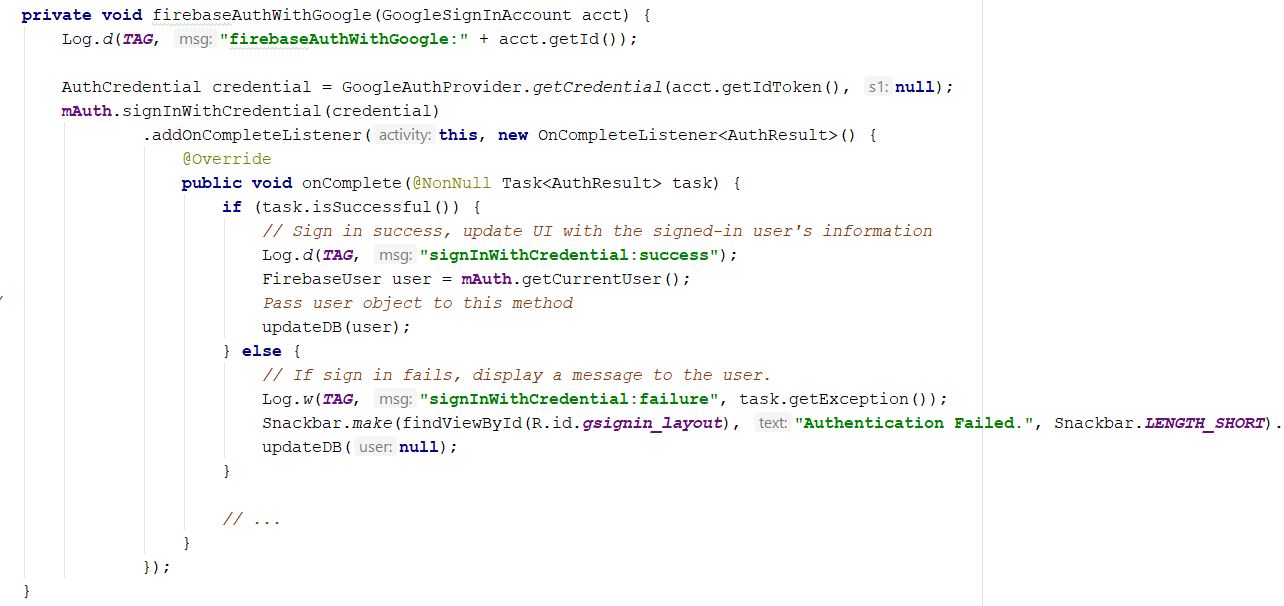 private void firebaseAuthWithGoogle(GoogleSignInAccount acct) {
    Log.d(TAG, msg: "firebaseAuthWithGoogle:" + acct.getId());

    AuthCredential credential = GoogleAuthProvider.getCredential(acct.getIdToken(), s1: null);
    mAuth.signInWithCredential(credential)
            .addOnCompleteListener( activity: this, new OnCompleteListener<AuthResult>() {
                @Override
                public void onComplete(@NonNull Task<AuthResult> task) {
                    if (task.isSuccessful()) {
                        // Sign in success, update UI with the signed-in user's information
                        Log.d(TAG, msg: "signInWithCredential:success");
                        FirebaseUser user = mAuth.getCurrentUser();
                        Pass user object to this method
                        updateDB(user);
                    } else {
                        // If sign in fails, display a message to the user.
                        Log.w(TAG, msg: "signInWithCredential:failure", task.getException());
                        Snackbar.make(findViewById(R.id.gsignin_layout), text: "Authentication Failed.", Snackbar.LENGTH_SHORT).
                        updateDB( user: null);
                    }

                    // ...
                }
            });
}